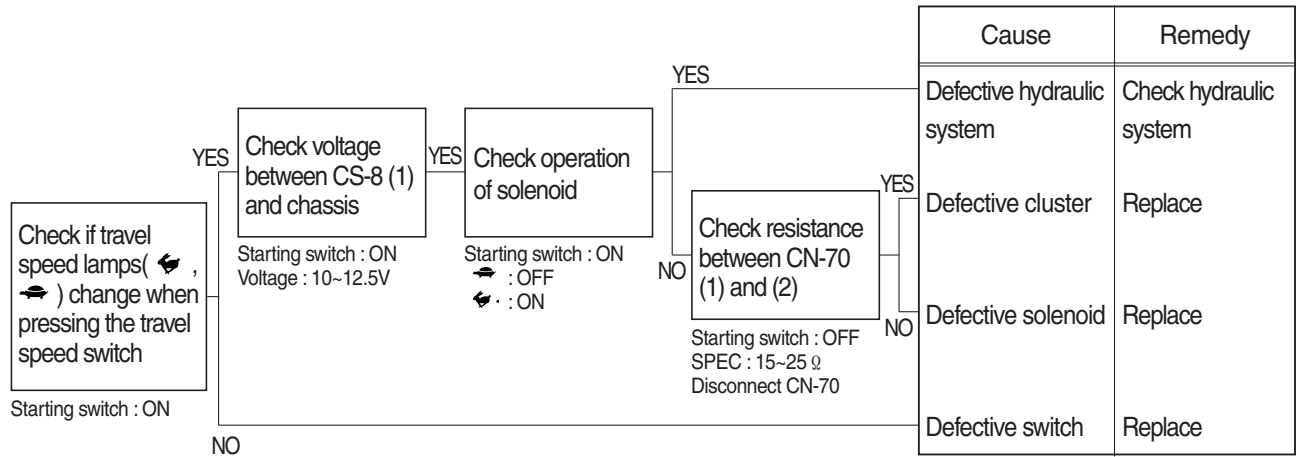 Check if travel
speed lamps( ,
) change when
pressing the travel
speed switch
Starting switch : ON
YES
NO
Check voltage
between CS-8 (1)
and chassis
Starting switch : ON
Voltage : 10~12.5V
YES
Check operation
of solenoid
Starting switch : ON
: OFF
: ON
YES
NO
Check resistance
between CN-70
(1) and (2)
Starting switch : OFF
SPEC : 15~25 Ω
Disconnect CN-70
YES
NO
Cause Remedy
Defective hydraulic Check hydraulic
system system
Defective cluster Replace
Defective solenoid Replace
Defective switch Replace